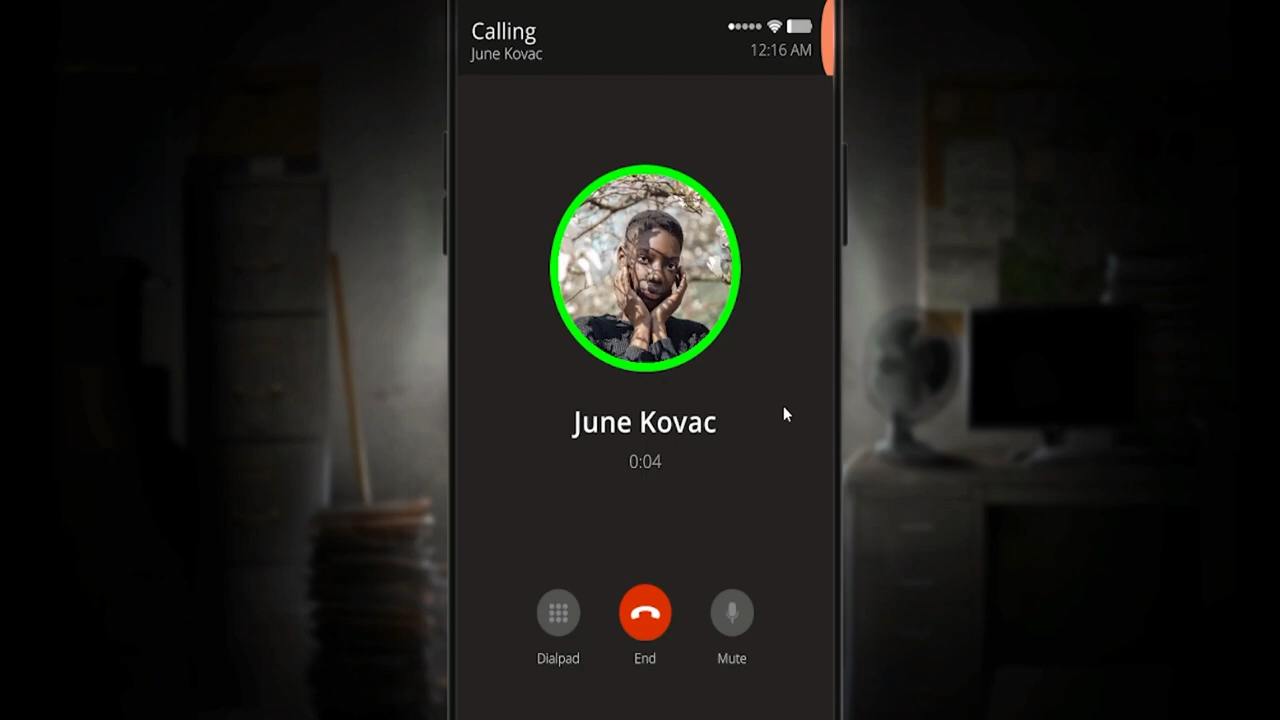 Calling
June Kovac
12:16 AM
June Kovac
0:04
Dialpad
End
Mute